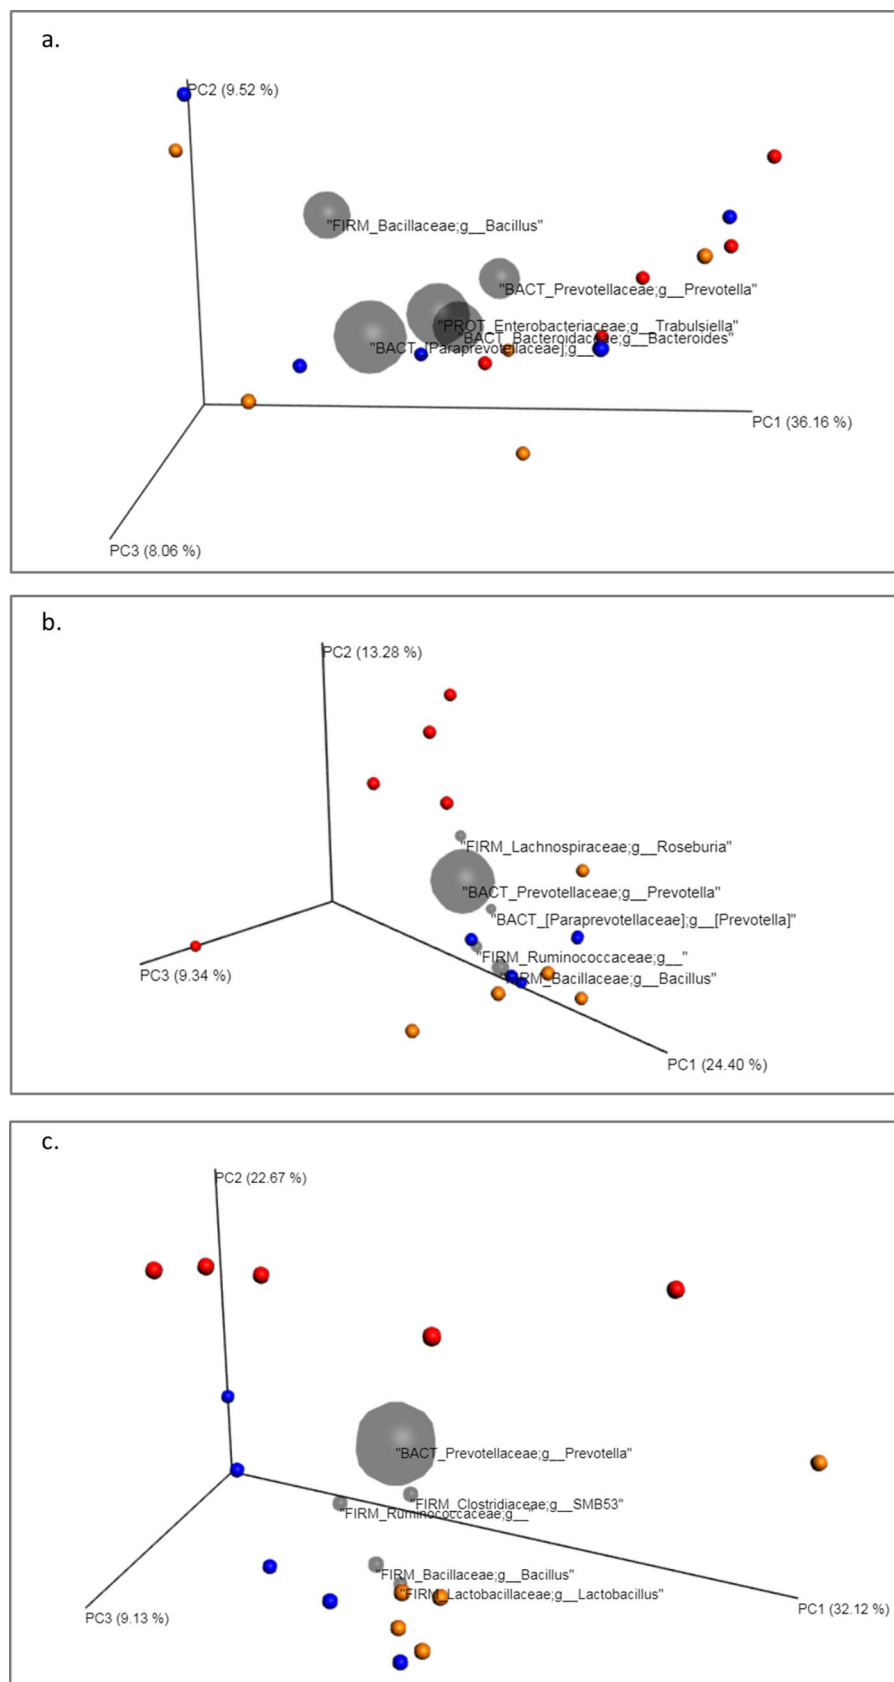 a.
PC2 (9.52 %)
"FIRM_Bacillaceae;g__Bacillus"
"BACT_Prevotellaceae;g__Prevotella"
"PROT_Enterobacteriaceae;g__Trabulsiella"
"BACT_Bacteroidaceae;g__Bacteroides"
"BACT_[Paraprevotellaceae];g__
PC1 (36.16 %)
PC3 (8.06 %)
b.
PC2 (13.28 %)
"FIRM_Lachnospiraceae;g__Roseburia"
"BACT_Prevotellaceae;g__Prevotella"
"BACT_[Paraprevotellaceae];g__[Prevotella]"
"FIRM_Ruminococcaceae;g__"
"FIRM_Bacillaceae;g__Bacillus"
PC3 (9.34 %)
PC1 (24.40 %)
c.
PC2 (22.67 %)
"BACT_Prevotellaceae;g__Prevotella"
"FIRM_Clostridiaceae;g__SMB53"
"FIRM_Ruminococcaceae;g__"
"FIRM_Bacillaceae;g__Bacillus"
"FIRM_Lactobacillaceae;g__Lactobacillus"
PC3 (9.13 %)
PC1 (32.12 %)